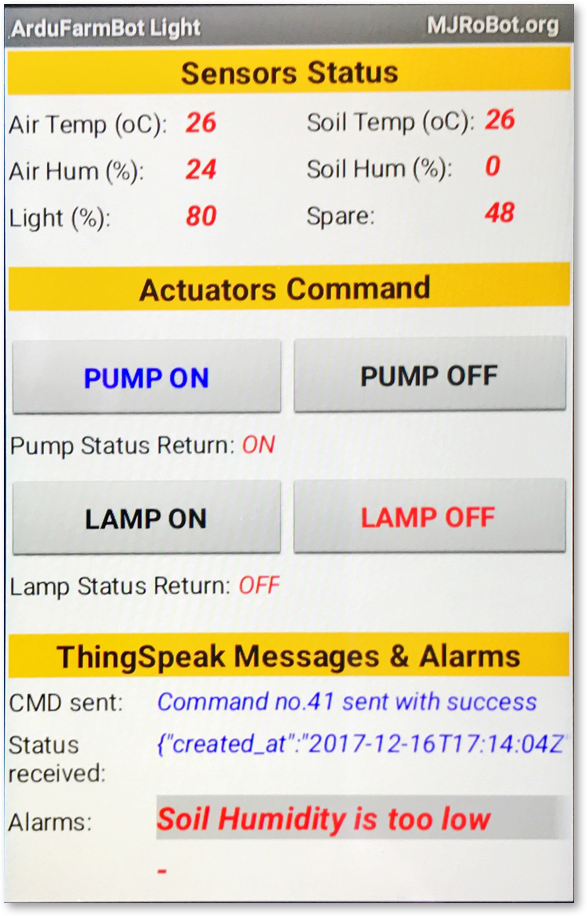 ArduFarmBot Light MJRoBot.org
Sensors Status
Air Temp (oC): 26 Soil Temp (oC): 26
Air Hum (%): 24 Soil Hum (%): 0
Light (%): 80 Spare: 48
Actuators Command
PUMP ON PUMP OFF
Pump Status Return: ON
LAMP ON LAMP OFF
Lamp Status Return: OFF
ThingSpeak Messages & Alarms
CMD sent: Command no.41 sent with success
Status {"created_at":"2017-12-16T17:14:04Z
received:
Alarms: Soil Humidity is too low
-